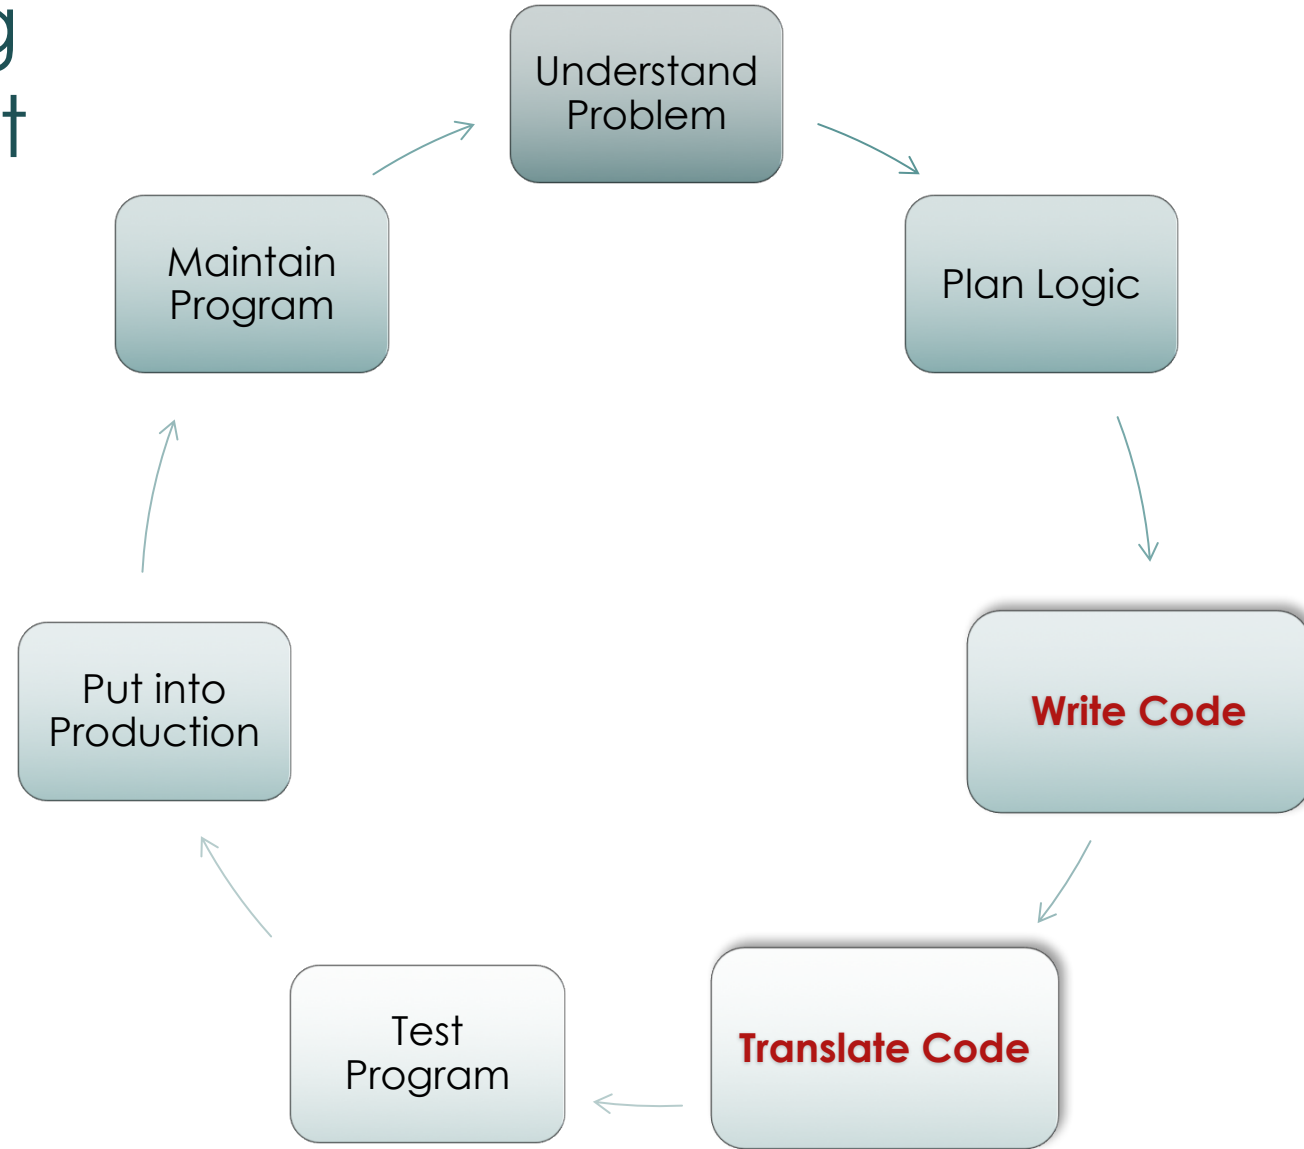 Understand
Problem
Plan Logic
Write Code
Translate Code
Test
Program
Put into
Production
Maintain
Program